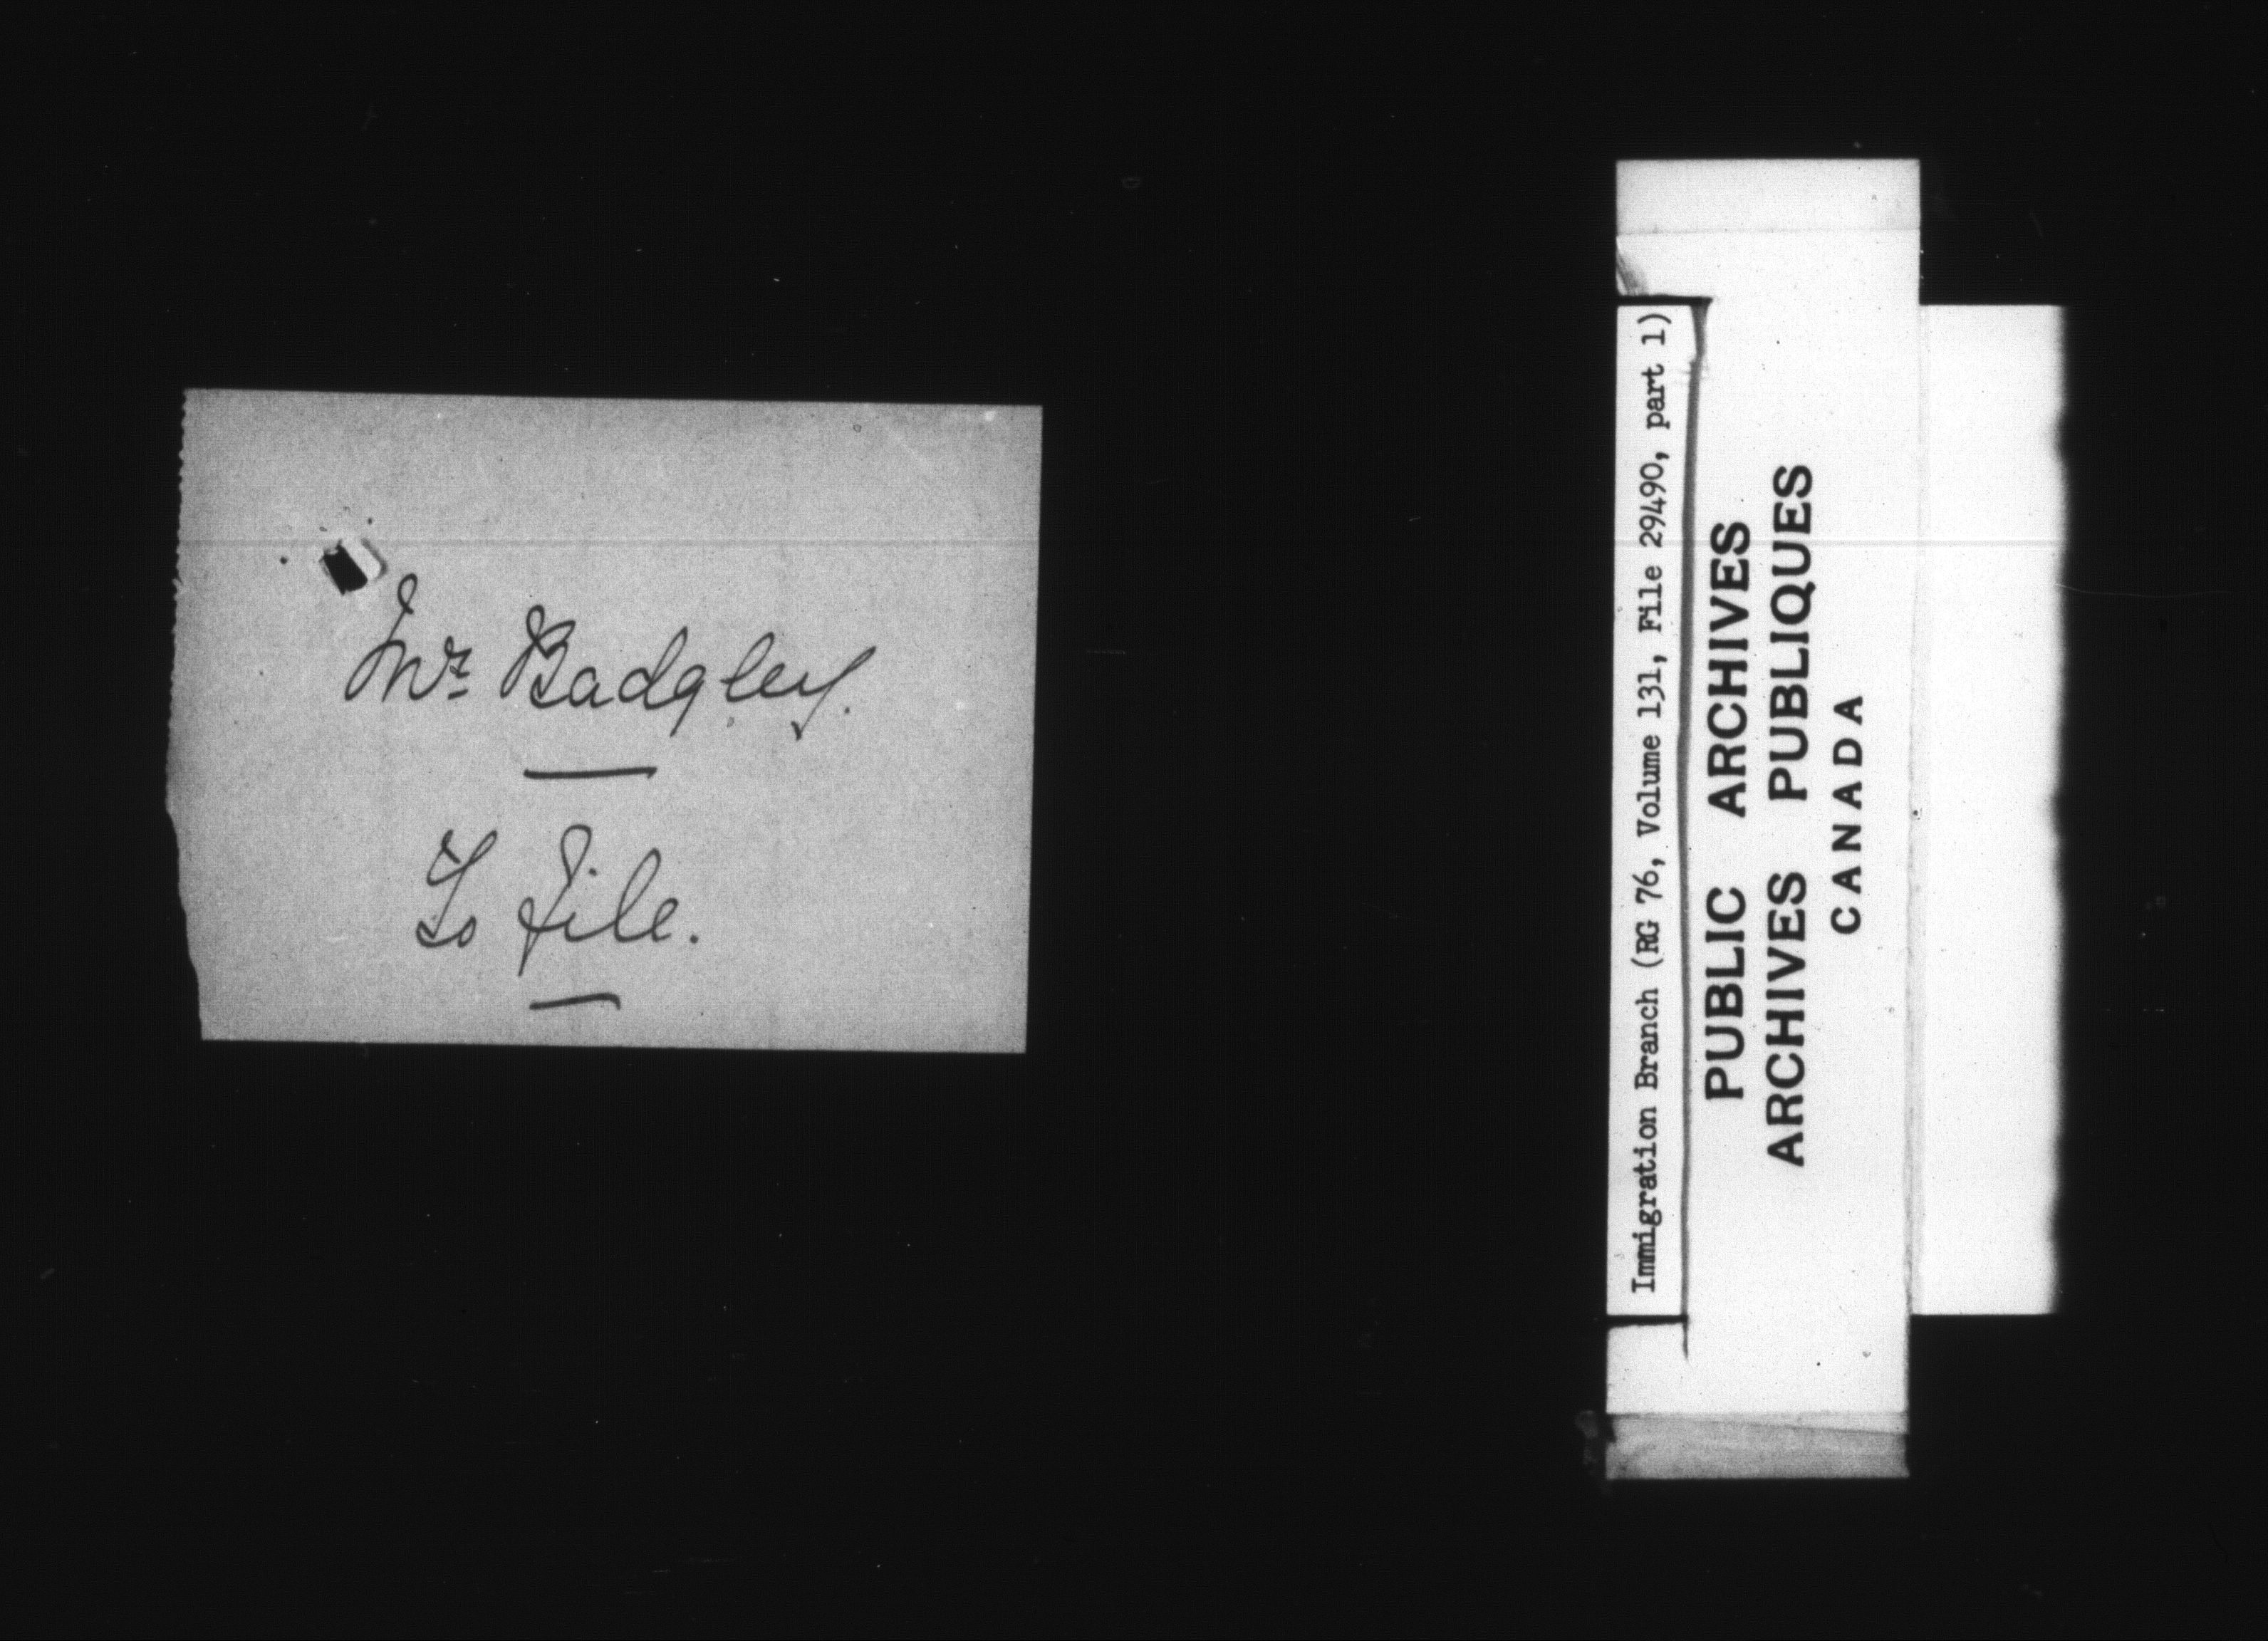 Mr. Badgley.
To file.
Immigration Branch (RG 76, Volume 131, File 29490, part 1)
PUBLIC ARCHIVES
ARCHIVES PUBLIQUES
CANADA